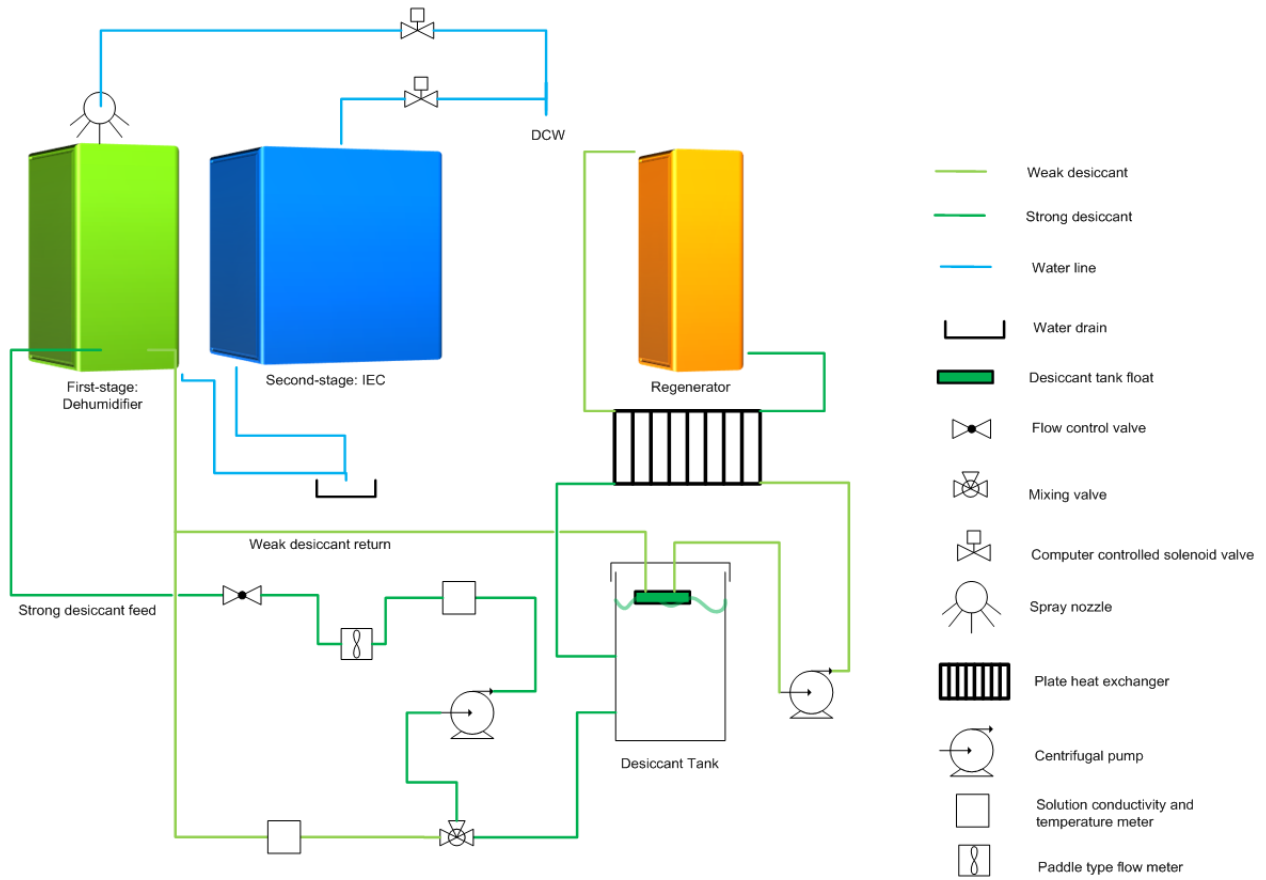 DCW
First-stage:
Dehumidifier
Second-stage: IEC
Regenerator
Weak desiccant return
Strong desiccant feed
Desiccant Tank
Weak desiccant
Strong desiccant
Water line
Water drain
Desiccant tank float
Flow control valve
Mixing valve
Computer controlled solenoid valve
Spray nozzle
Plate heat exchanger
Centrifugal pump
Solution conductivity and
temperature meter
Paddle type flow meter